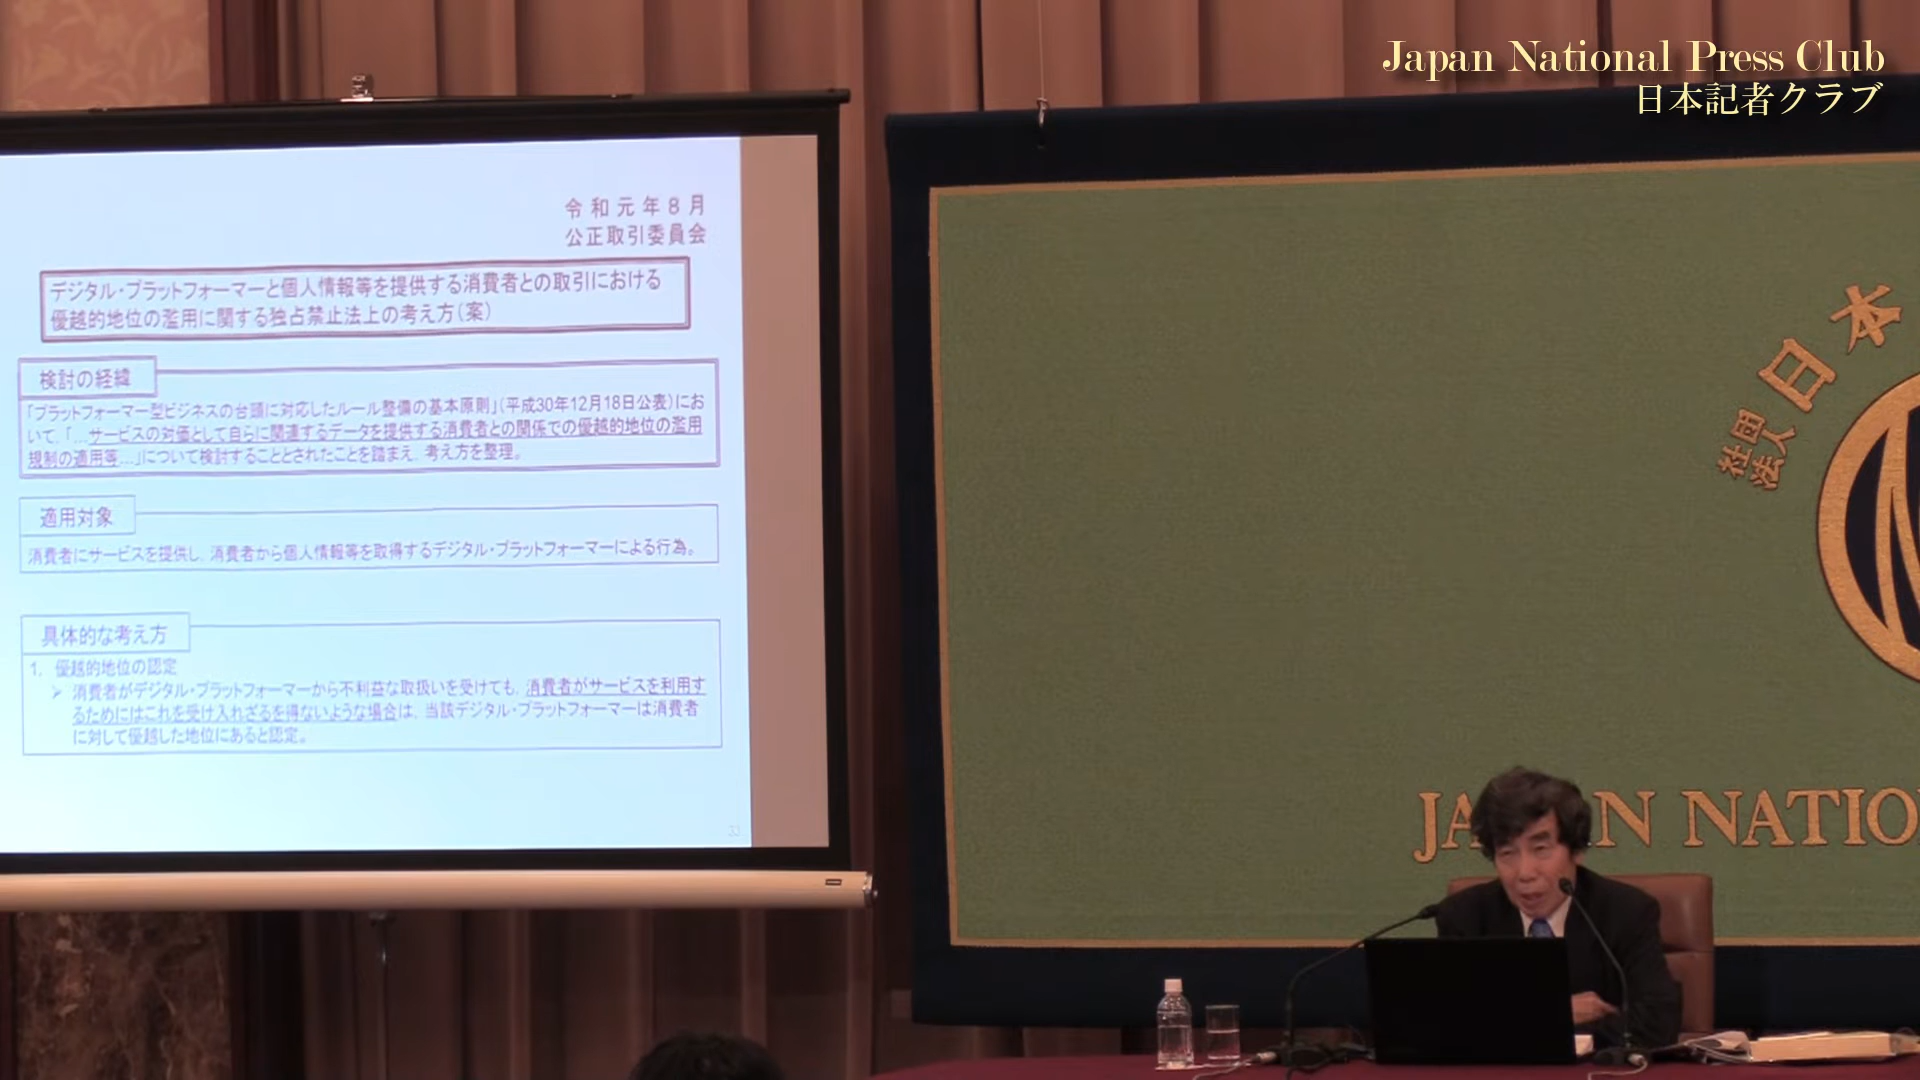 Japan National Press Club
日本記者クラブ
令和元年8月
公正取引委員会
デジタル・プラットフォーマーと個人情報等を提供する消費者との取引における
優越的地位の濫用に関する独占禁止法上の考え方(案)
検討の経緯
「プラットフォーマー型ビジネスの台頭に対応したルール整備の基本原則」(平成30年12月18日公表)にお
いて,「…サービスの対価として自らに関連するデータを提供する消費者との関係での優越的地位の濫用
規制の適用等…」について検討することとされたことを踏まえ,考え方を整理。
適用対象
消費者にサービスを提供し,消費者から個人情報等を取得するデジタル・プラットフォーマーによる行為。
具体的な考え方
1. 優越的地位の認定
➢ 消費者がデジタル・プラットフォーマーから不利益な取扱いを受けても,消費者がサービスを利用す
るためにはこれを受け入れざるを得ないような場合は,当該デジタル・プラットフォーマーは消費者
に対して優越した地位にあると認定。
33
社団法人
日本
JAPAN NATIO